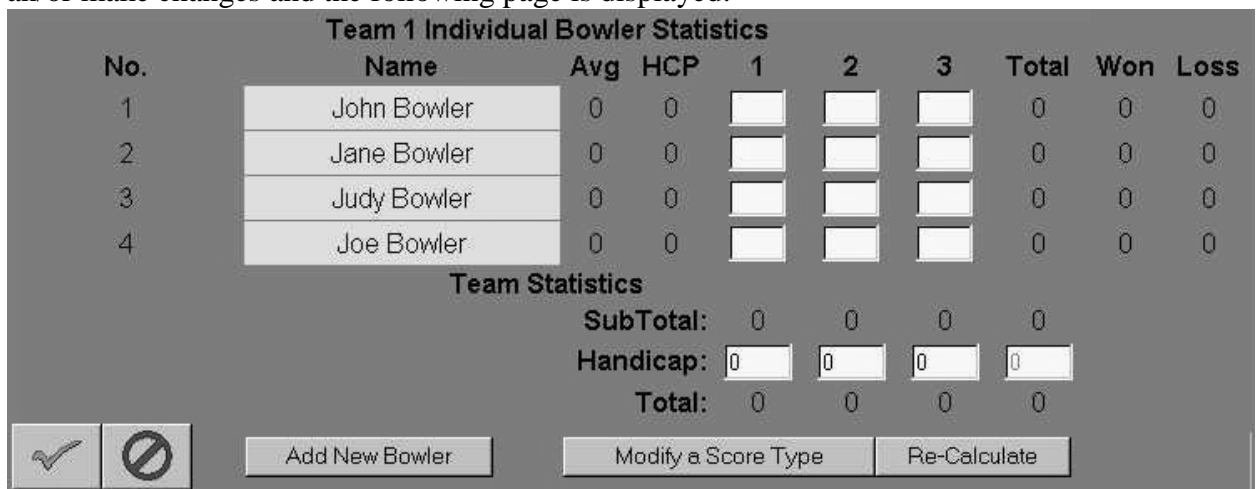 Team 1 Individual Bowler Statistics
No. Name Avg HCP 1 2 3 Total Won Loss
1 John Bowler 0 0 0 0 0
2 Jane Bowler 0 0 0 0 0
3 Judy Bowler 0 0 0 0 0
4 Joe Bowler 0 0 0 0 0
Team Statistics
SubTotal: 0 0 0 0
Handicap: 0 0 0 0
Total: 0 0 0 0
Add New Bowler Modify a Score Type Re-Calculate